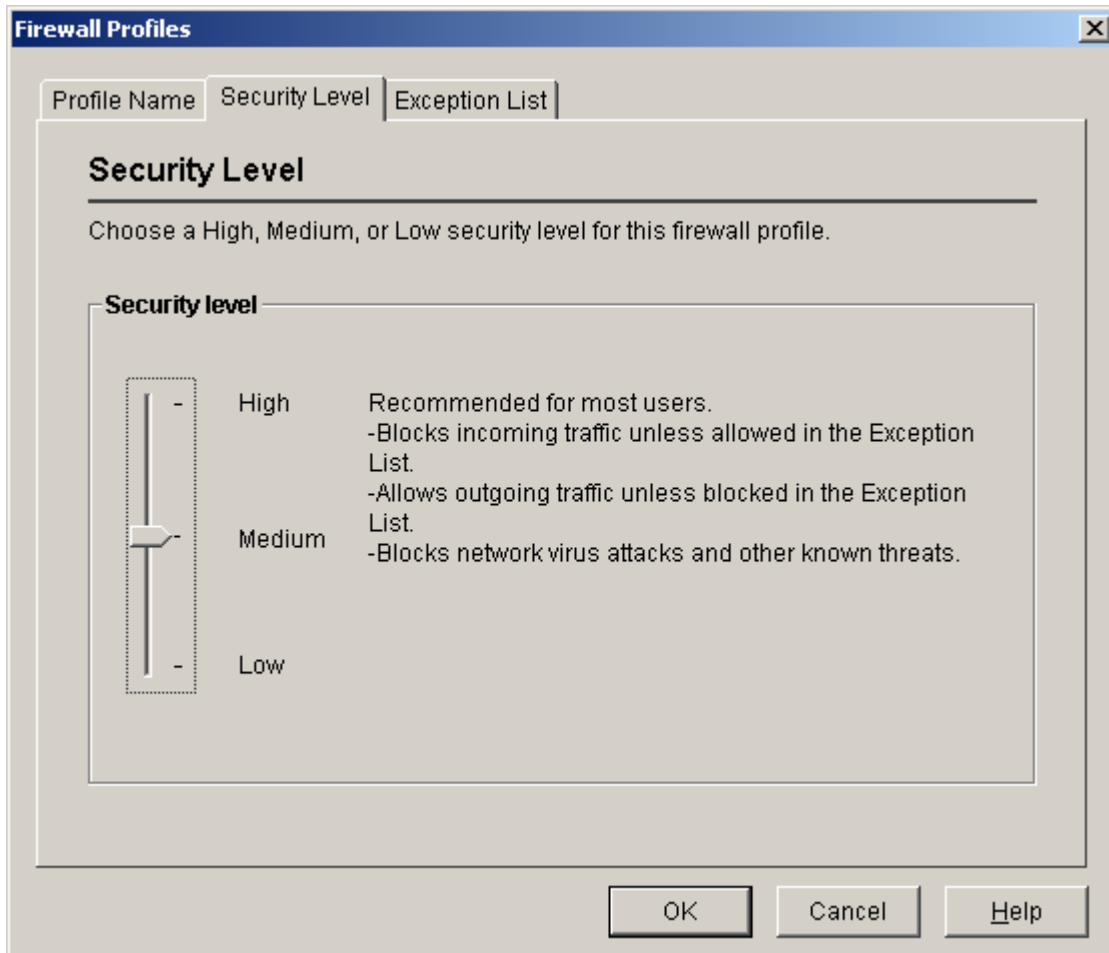 Firewall Profiles
Profile Name
Security Level
Exception List
Security Level
Choose a High, Medium, or Low security level for this firewall profile.
Security level
High
Recommended for most users.
-Blocks incoming traffic unless allowed in the Exception
List.
-Allows outgoing traffic unless blocked in the Exception
List.
Medium
-Blocks network virus attacks and other known threats.
Low
OK
Cancel
Help